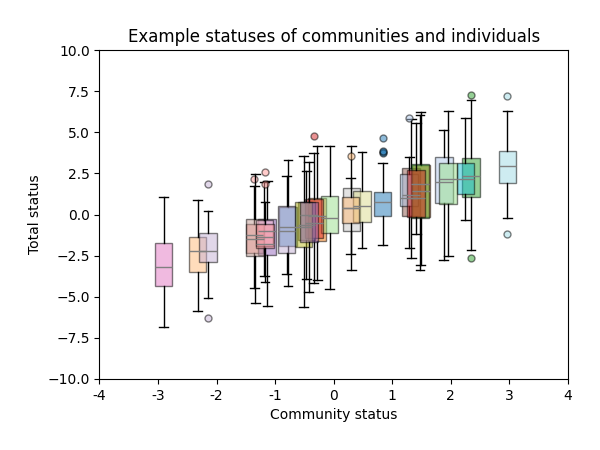 Example statuses of communities and individuals
10.0
7.5
5.0
2.5
0.0
−2.5
−5.0
−7.5
−10.0
Total status
-4 -3 -2 -1 0 1 2 3 4
Community status